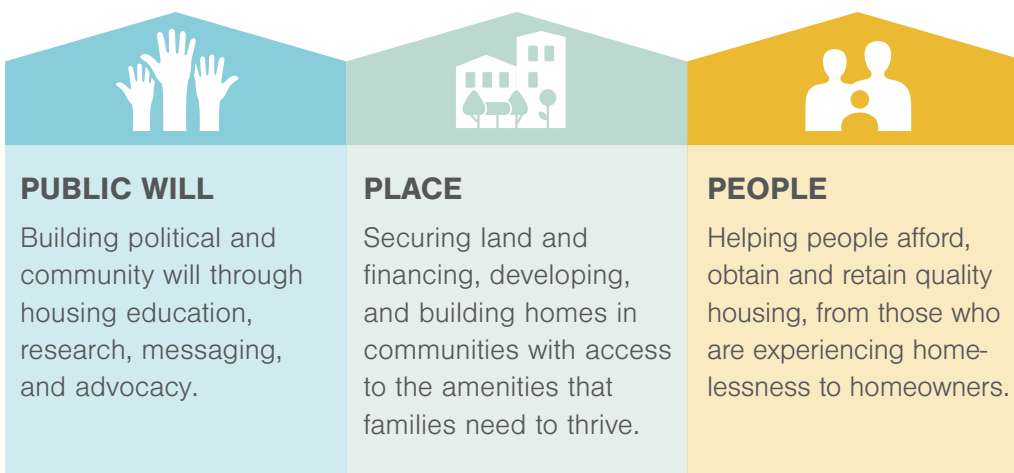 PUBLIC WILL
Building political and
community will through
housing education,
research, messaging,
and advocacy.
PLACE
Securing land and
financing, developing,
and building homes in
communities with access
to the amenities that
families need to thrive.
PEOPLE
Helping people afford,
obtain and retain quality
housing, from those who
are experiencing home-
lessness to homeowners.